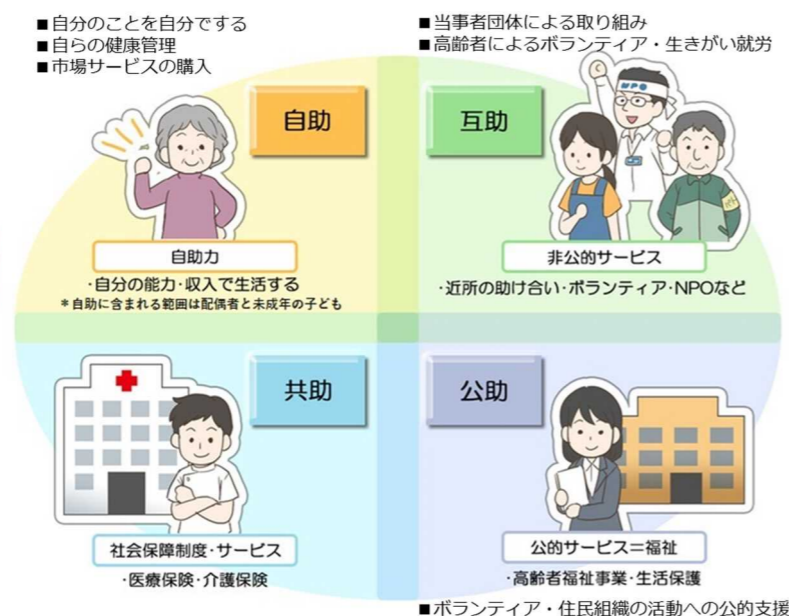 ■自分のことを自分でする
■自らの健康管理
■市場サービスの購入
■当事者団体による取り組み
■高齢者によるボランティア・生きがい就労
自助
互助
NPO
自助力
・自分の能力・収入で生活する
＊自助に含まれる範囲は配偶者と未成年の子ども
非公的サービス
・近所の助け合い・ボランティア・NPOなど
共助
公助
社会保障制度・サービス
・医療保険・介護保険
公的サービス＝福祉
・高齢者福祉事業・生活保護
■ボランティア・住民組織の活動への公的支援